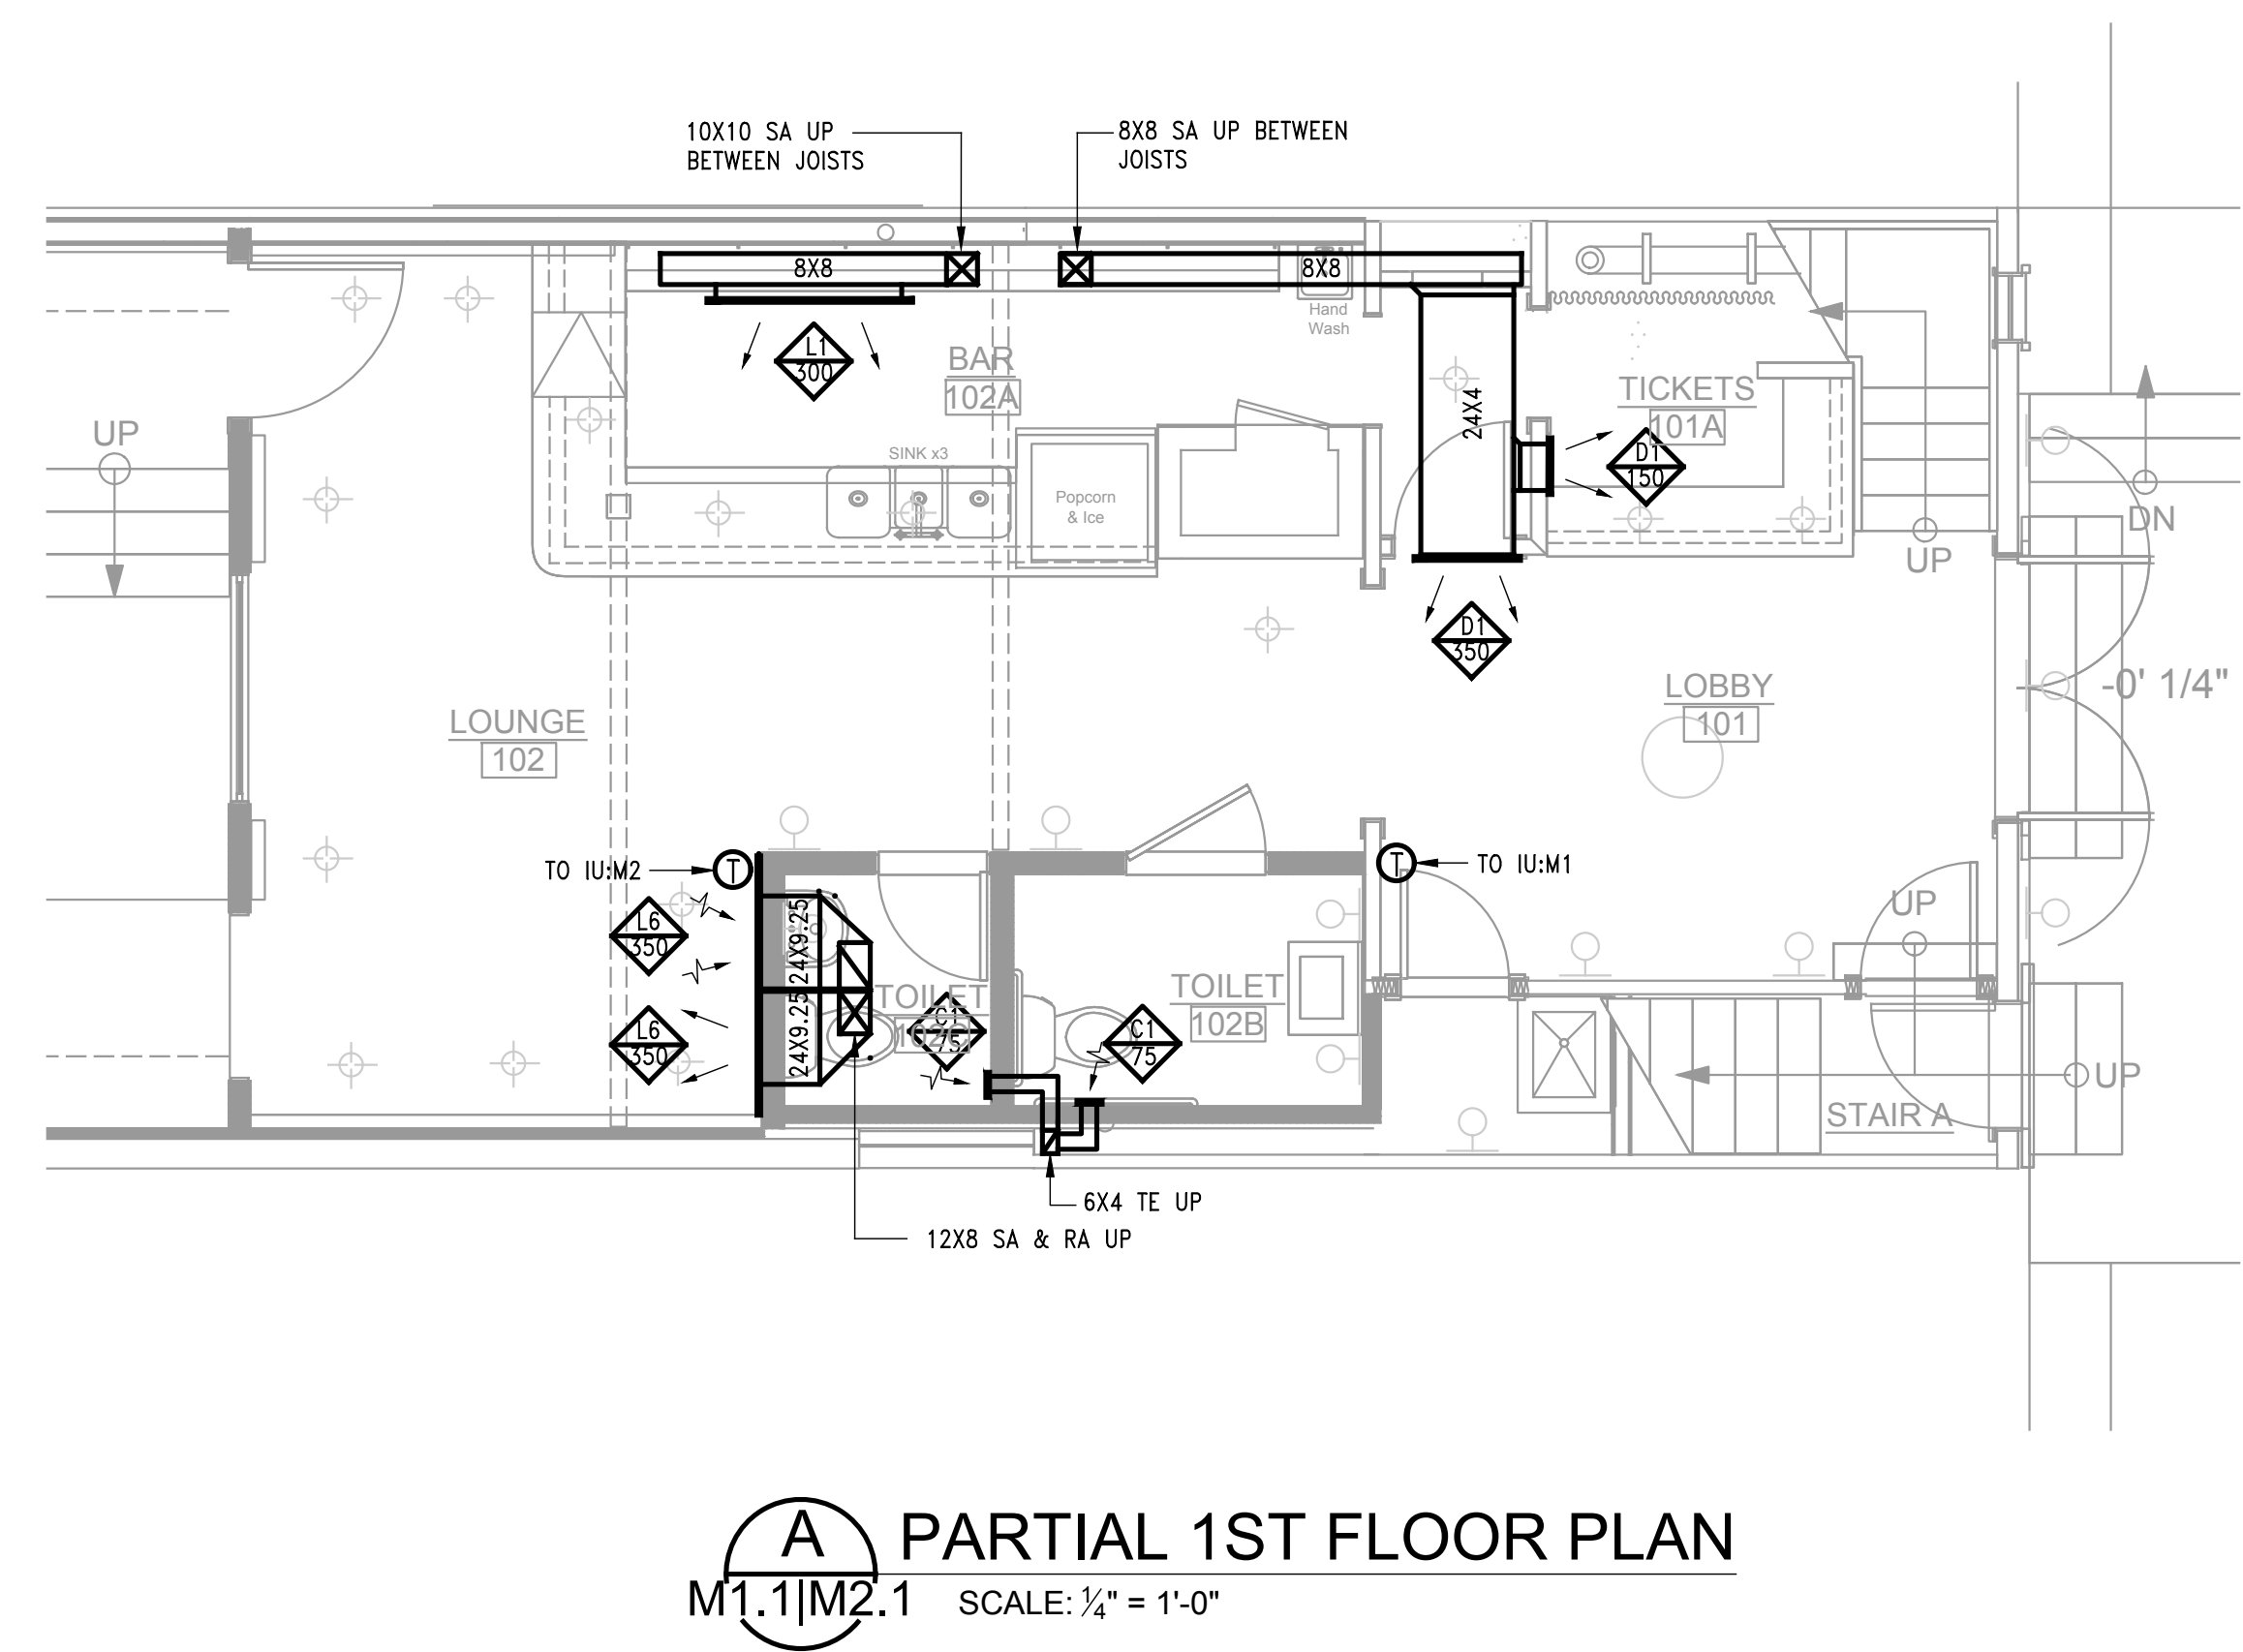 10X10 SA UP
BETWEEN JOISTS
8X8 SA UP BETWEEN
JOISTS
8X8
8X8
Hand
Wash
L1
300
BAR
102A
24X4
TICKETS
101A
D1
150
UP
SINK x3
Popcorn
& Ice
DN
UP
D1
350
LOBBY
101
-0' 1/4"
LOUNGE
102
TO IU:M2
T
T
TO IU:M1
L6
350
24X9.25
UP
TOILET
102C
TOILET
102B
L6
350
24X9.25
C1
75
C1
75
UP
STAIR A
6X4 TE UP
12X8 SA & RA UP
A
PARTIAL 1ST FLOOR PLAN
M1.1|M2.1
SCALE: ¼" = 1'-0"